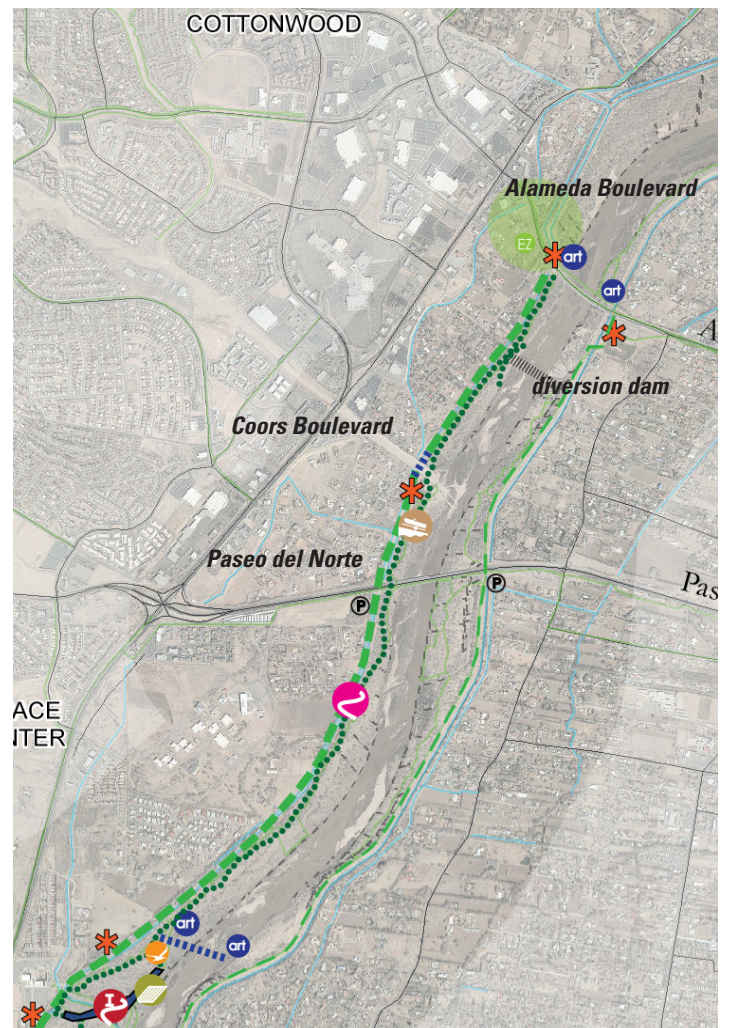 COTTONWOOD
Alameda Boulevard
EZ
art
art
A
diversion dam
Coors Boulevard
Paseo del Norte
P
P
Pas
ACE
NTER
art
art
I